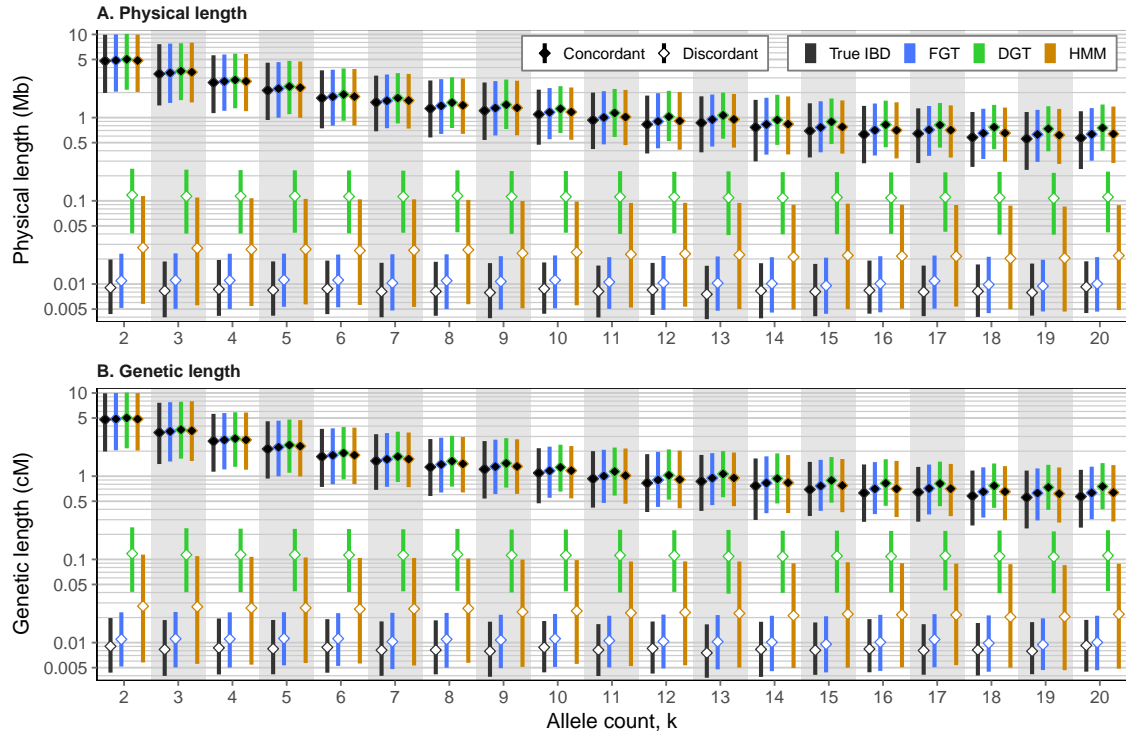 A. Physical length
Concordant Discordant
True IBD FGT DGT HMM
Physical length (Mb)
10
5
1
0.5
0.1
0.05
0.01
0.005
2 3 4 5 6 7 8 9 10 11 12 13 14 15 16 17 18 19 20
B. Genetic length
Genetic length (cM)
10
5
1
0.5
0.1
0.05
0.01
0.005
2 3 4 5 6 7 8 9 10 11 12 13 14 15 16 17 18 19 20
Allele count, k